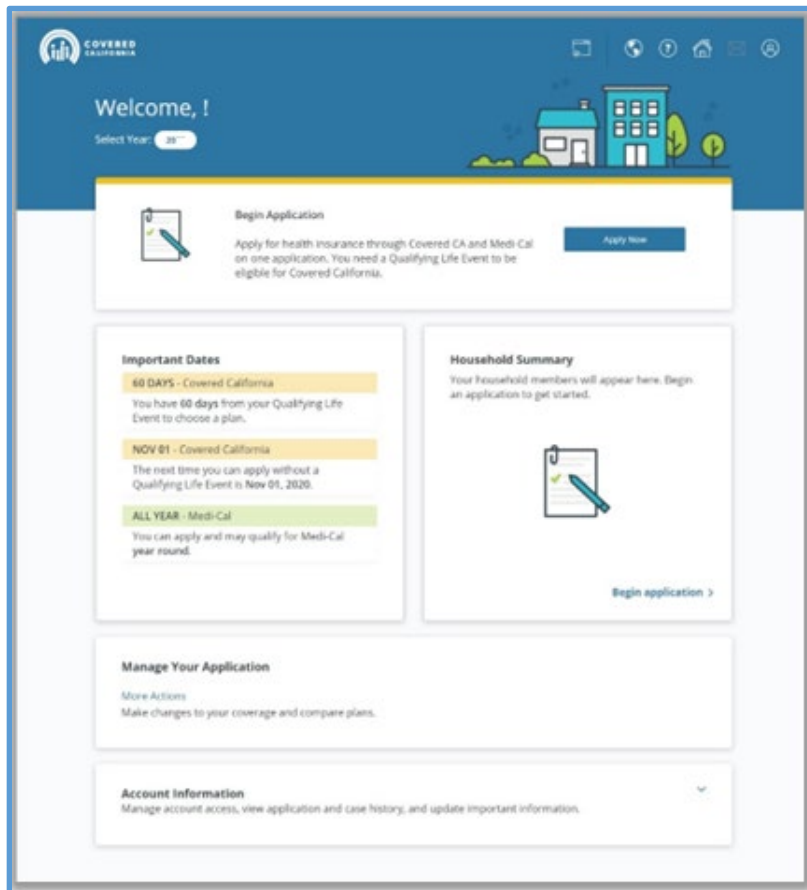 COVERED
CALIFORNIA
Welcome, !
Select Year: 20
Begin Application
Apply for health insurance through Covered CA and Medi-Cal
on one application. You need a Qualifying Life Event to be
eligible for Covered California.
Apply Now
Important Dates
60 DAYS - Covered California
You have 60 days from your Qualifying Life
Event to choose a plan.
NOV 01 - Covered California
The next time you can apply without a
Qualifying Life Event is Nov 01, 2020.
ALL YEAR - Medi-Cal
You can apply and may qualify for Medi-Cal
year round.
Household Summary
Your household members will appear here. Begin
an application to get started.
Begin application >
Manage Your Application
More Actions
Make changes to your coverage and compare plans.
Account Information
Manage account access, view application and case history, and update important information.